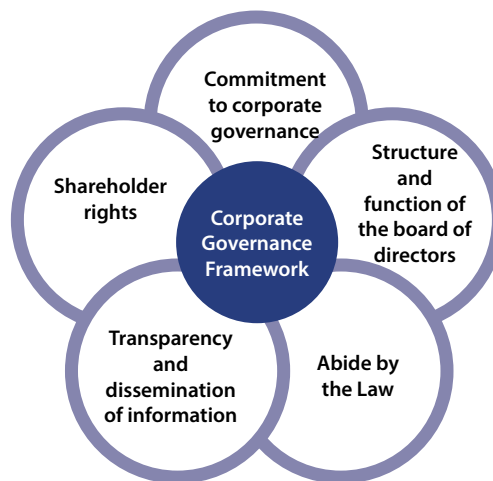 Commitment
to corporate
governance
Structure
and
function of
the board of
directors
Shareholder
rights
Corporate
Governance
Framework
Transparency
and
dissemination
of information
Abide by
the Law